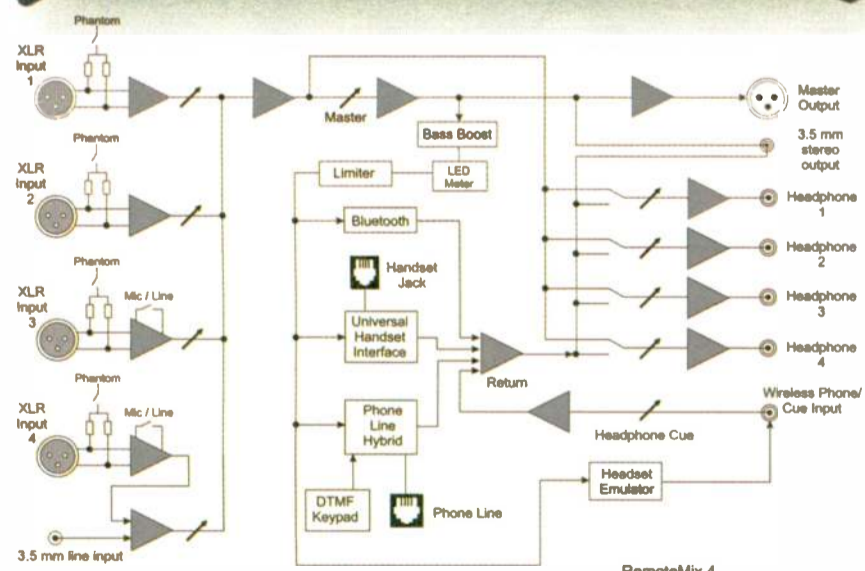 Phantom
XLR
Input
1
Phantom
XLR
Input
2
Phantom
XLR
Input
3
Mic / Line
Phantom
XLR
Input
4
Mic / Line
3.5 mm line input
Master
Bass Boost
LED
Meter
Limiter
Bluetooth
Handset
Jack
Universal
Handset
Interface
Return
Phone
Line
Hybrid
DTMF
Keypad
Phone Line
Headphone Cue
Headset
Emulator
Master
Output
3.5 mm
stereo
output
Headphone
1
Headphone
2
Headphone
3
Headphone
4
Wireless Phone/
Cue Input
RemoteMix 4